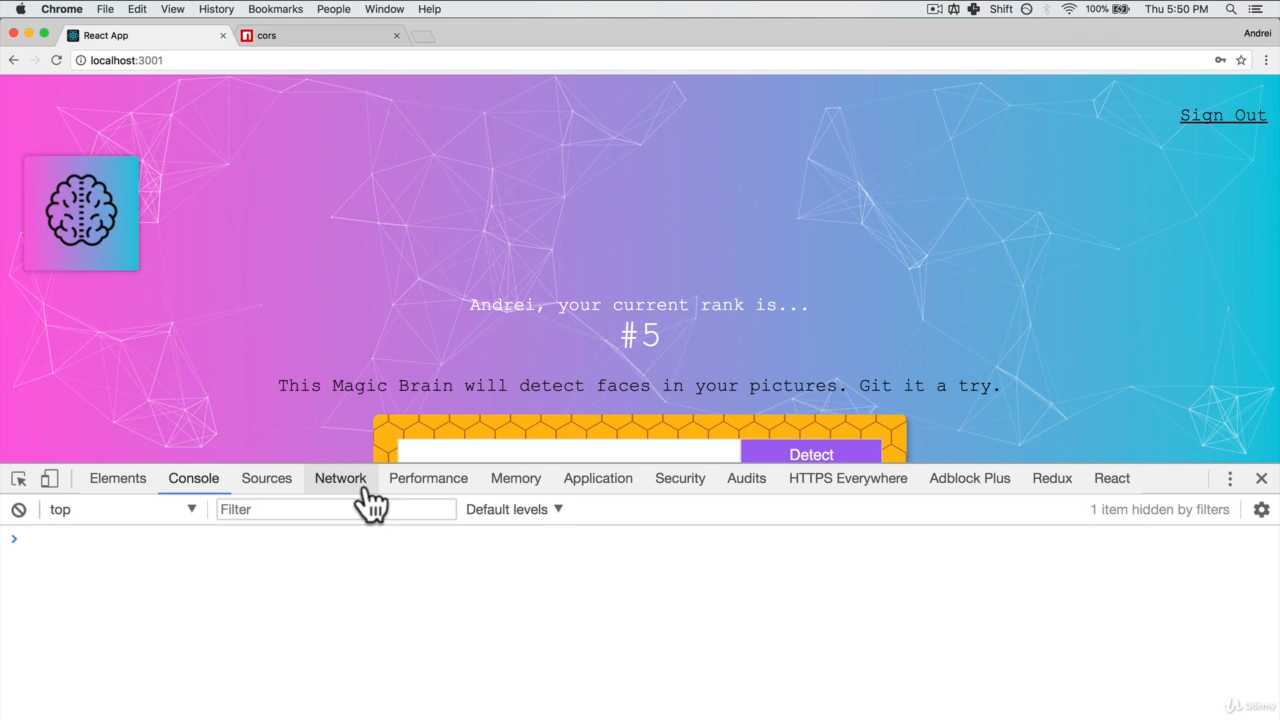 Chrome File Edit View History Bookmarks People Window Help Shift 100% Thu 5:50 PM
React App cors Andrei
localhost:3001
Sign Out
Andrei, your current rank is...
#5
This Magic Brain will detect faces in your pictures. Git it a try.
Detect
Elements Console Sources Network Performance Memory Application Security Audits HTTPS Everywhere Adblock Plus Redux React
top Filter Default levels 1 item hidden by filters
Udemy